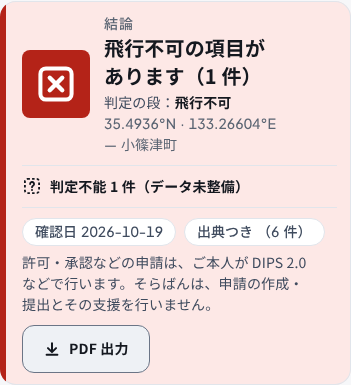 結論
飛行不可の項目が
あります（1 件）
判定の段：飛行不可
35.4936°N · 133.26604°E
— 小篠津町
判定不能 1 件（データ未整備）
確認日 2026-10-19 出典つき （6 件）
許可・承認などの申請は、ご本人が DIPS 2.0
などで行います。そらばんは、申請の作成・
提出とその支援を行いません。
PDF 出力